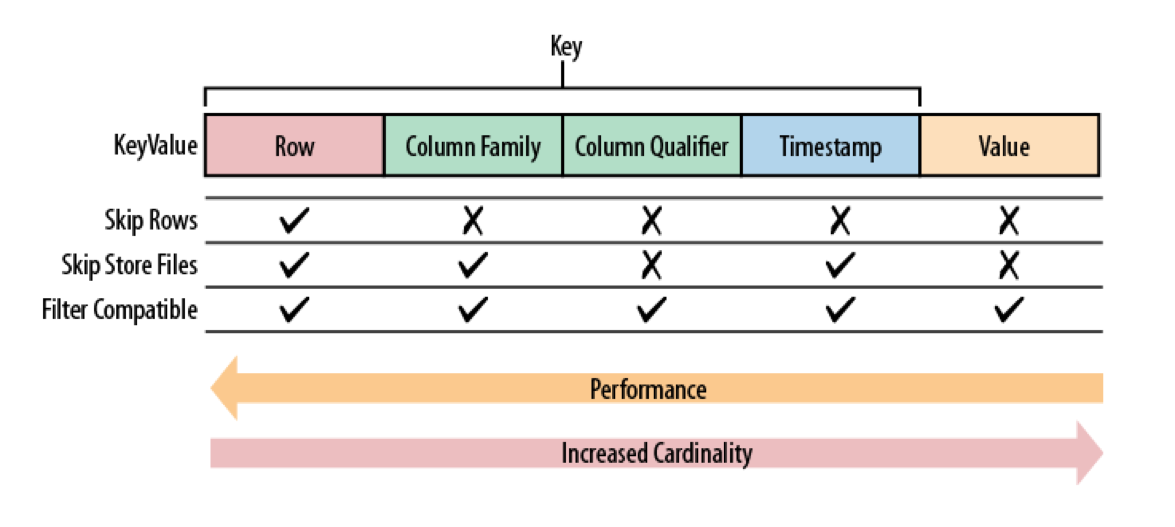 Key
KeyValue Row Column Family Column Qualifier Timestamp Value
Skip Rows ✓ ✗ ✗ ✗ ✗
Skip Store Files ✓ ✓ ✗ ✓ ✗
Filter Compatible ✓ ✓ ✓ ✓ ✓
Performance
Increased Cardinality